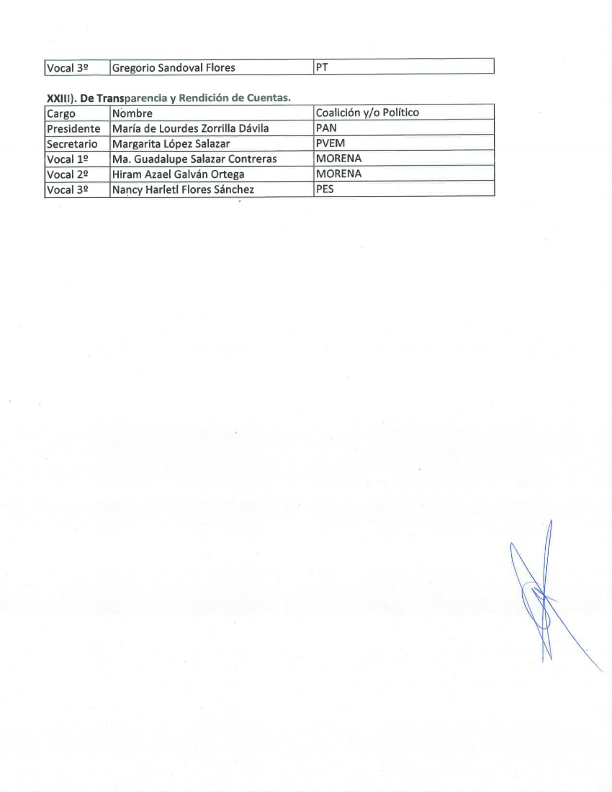 Vocal 3º Gregorio Sandoval Flores PT
XXIII). De Transparencia y Rendición de Cuentas.
Cargo Nombre Coalición y/o Político
Presidente María de Lourdes Zorrilla Dávila PAN
Secretario Margarita López Salazar PVEM
Vocal 1º Ma. Guadalupe Salazar Contreras MORENA
Vocal 2º Hiram Azael Galván Ortega MORENA
Vocal 3º Nancy Harletl Flores Sánchez PES